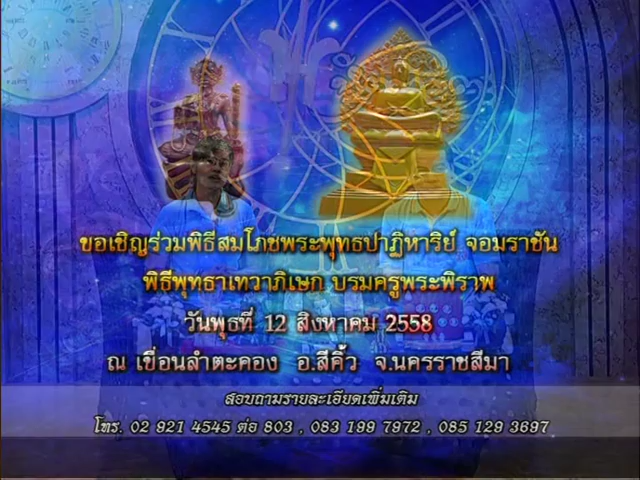 ขอเชิญร่วมพิธีสมโภชพระพุทธปาฏิหาริย์ จอมราชัน
พิธีพุทธาเทวาภิเษก บรมครูพระพิราพ
วันพุธที่ 12 สิงหาคม 2558
ณ เขื่อนลำตะคอง อ.สีคิ้ว จ.นครราชสีมา
สอบถามรายละเอียดเพิ่มเติม
โทร. 02 921 4545 ต่อ 803 , 083 199 7972 , 085 129 3697